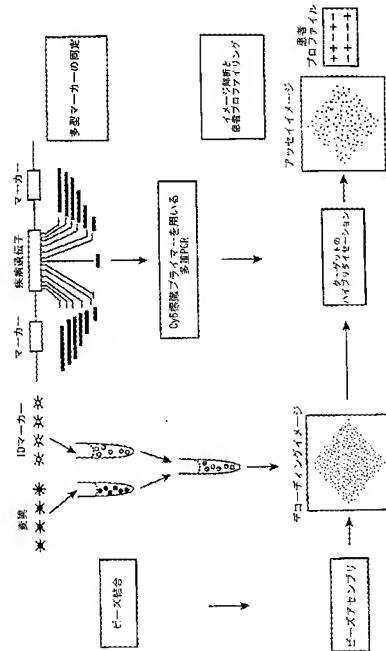 マーカー
疾病遺伝子
マーカー
多型マーカーの同定
Cy5標識プライマーを用いる
多重PCR
イメージ解析と
患者プロファイリング
変異
IDマーカー
ビーズ結合
ビーズアセンブリ
デコーディングイメージ
ターゲットの
ハイブリダイゼーション
アッセイイメージ
患者
プロファイル
++−+−
−+−−+